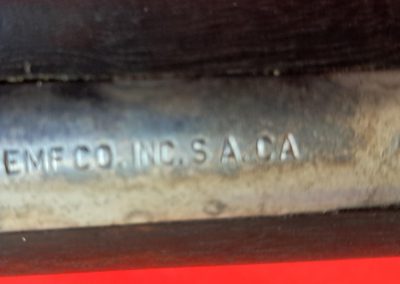 EMF CO. INC. S A. CA